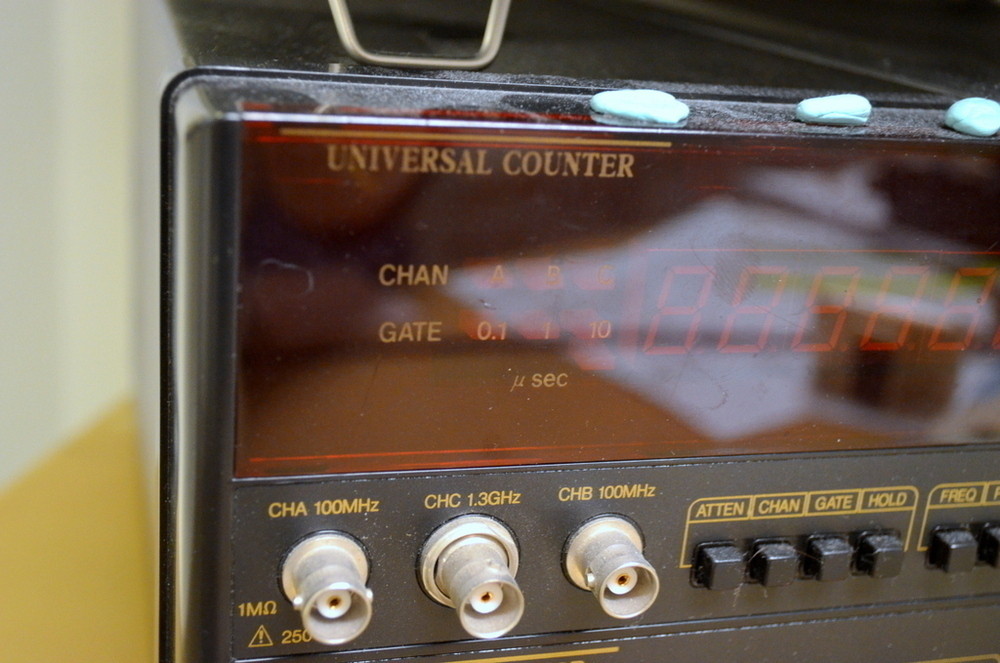 UNIVERSAL COUNTER
CHAN A B C
GATE 0.1 1 10
μ sec
CHA 100MHz CHC 1.3GHz CHB 100MHz
ATTEN CHAN GATE HOLD FREQ
1MΩ